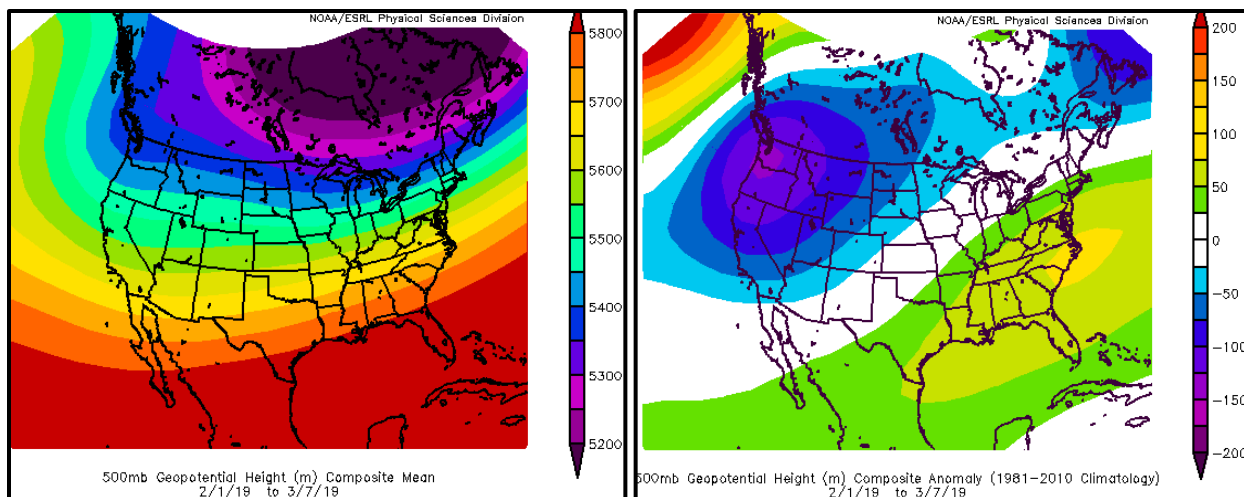 NOAA/ESRL Physical Sciences Division
5800
5700
5600
5500
5400
5300
5200
500mb Geopotential Height (m) Composite Mean
2/1/19 to 3/7/19
NOAA/ESRL Physical Sciences Division
200
150
100
50
0
−50
−100
−150
−200
500mb Geopotential Height (m) Composite Anomaly (1981−2010 Climatology)
2/1/19 to 3/7/19